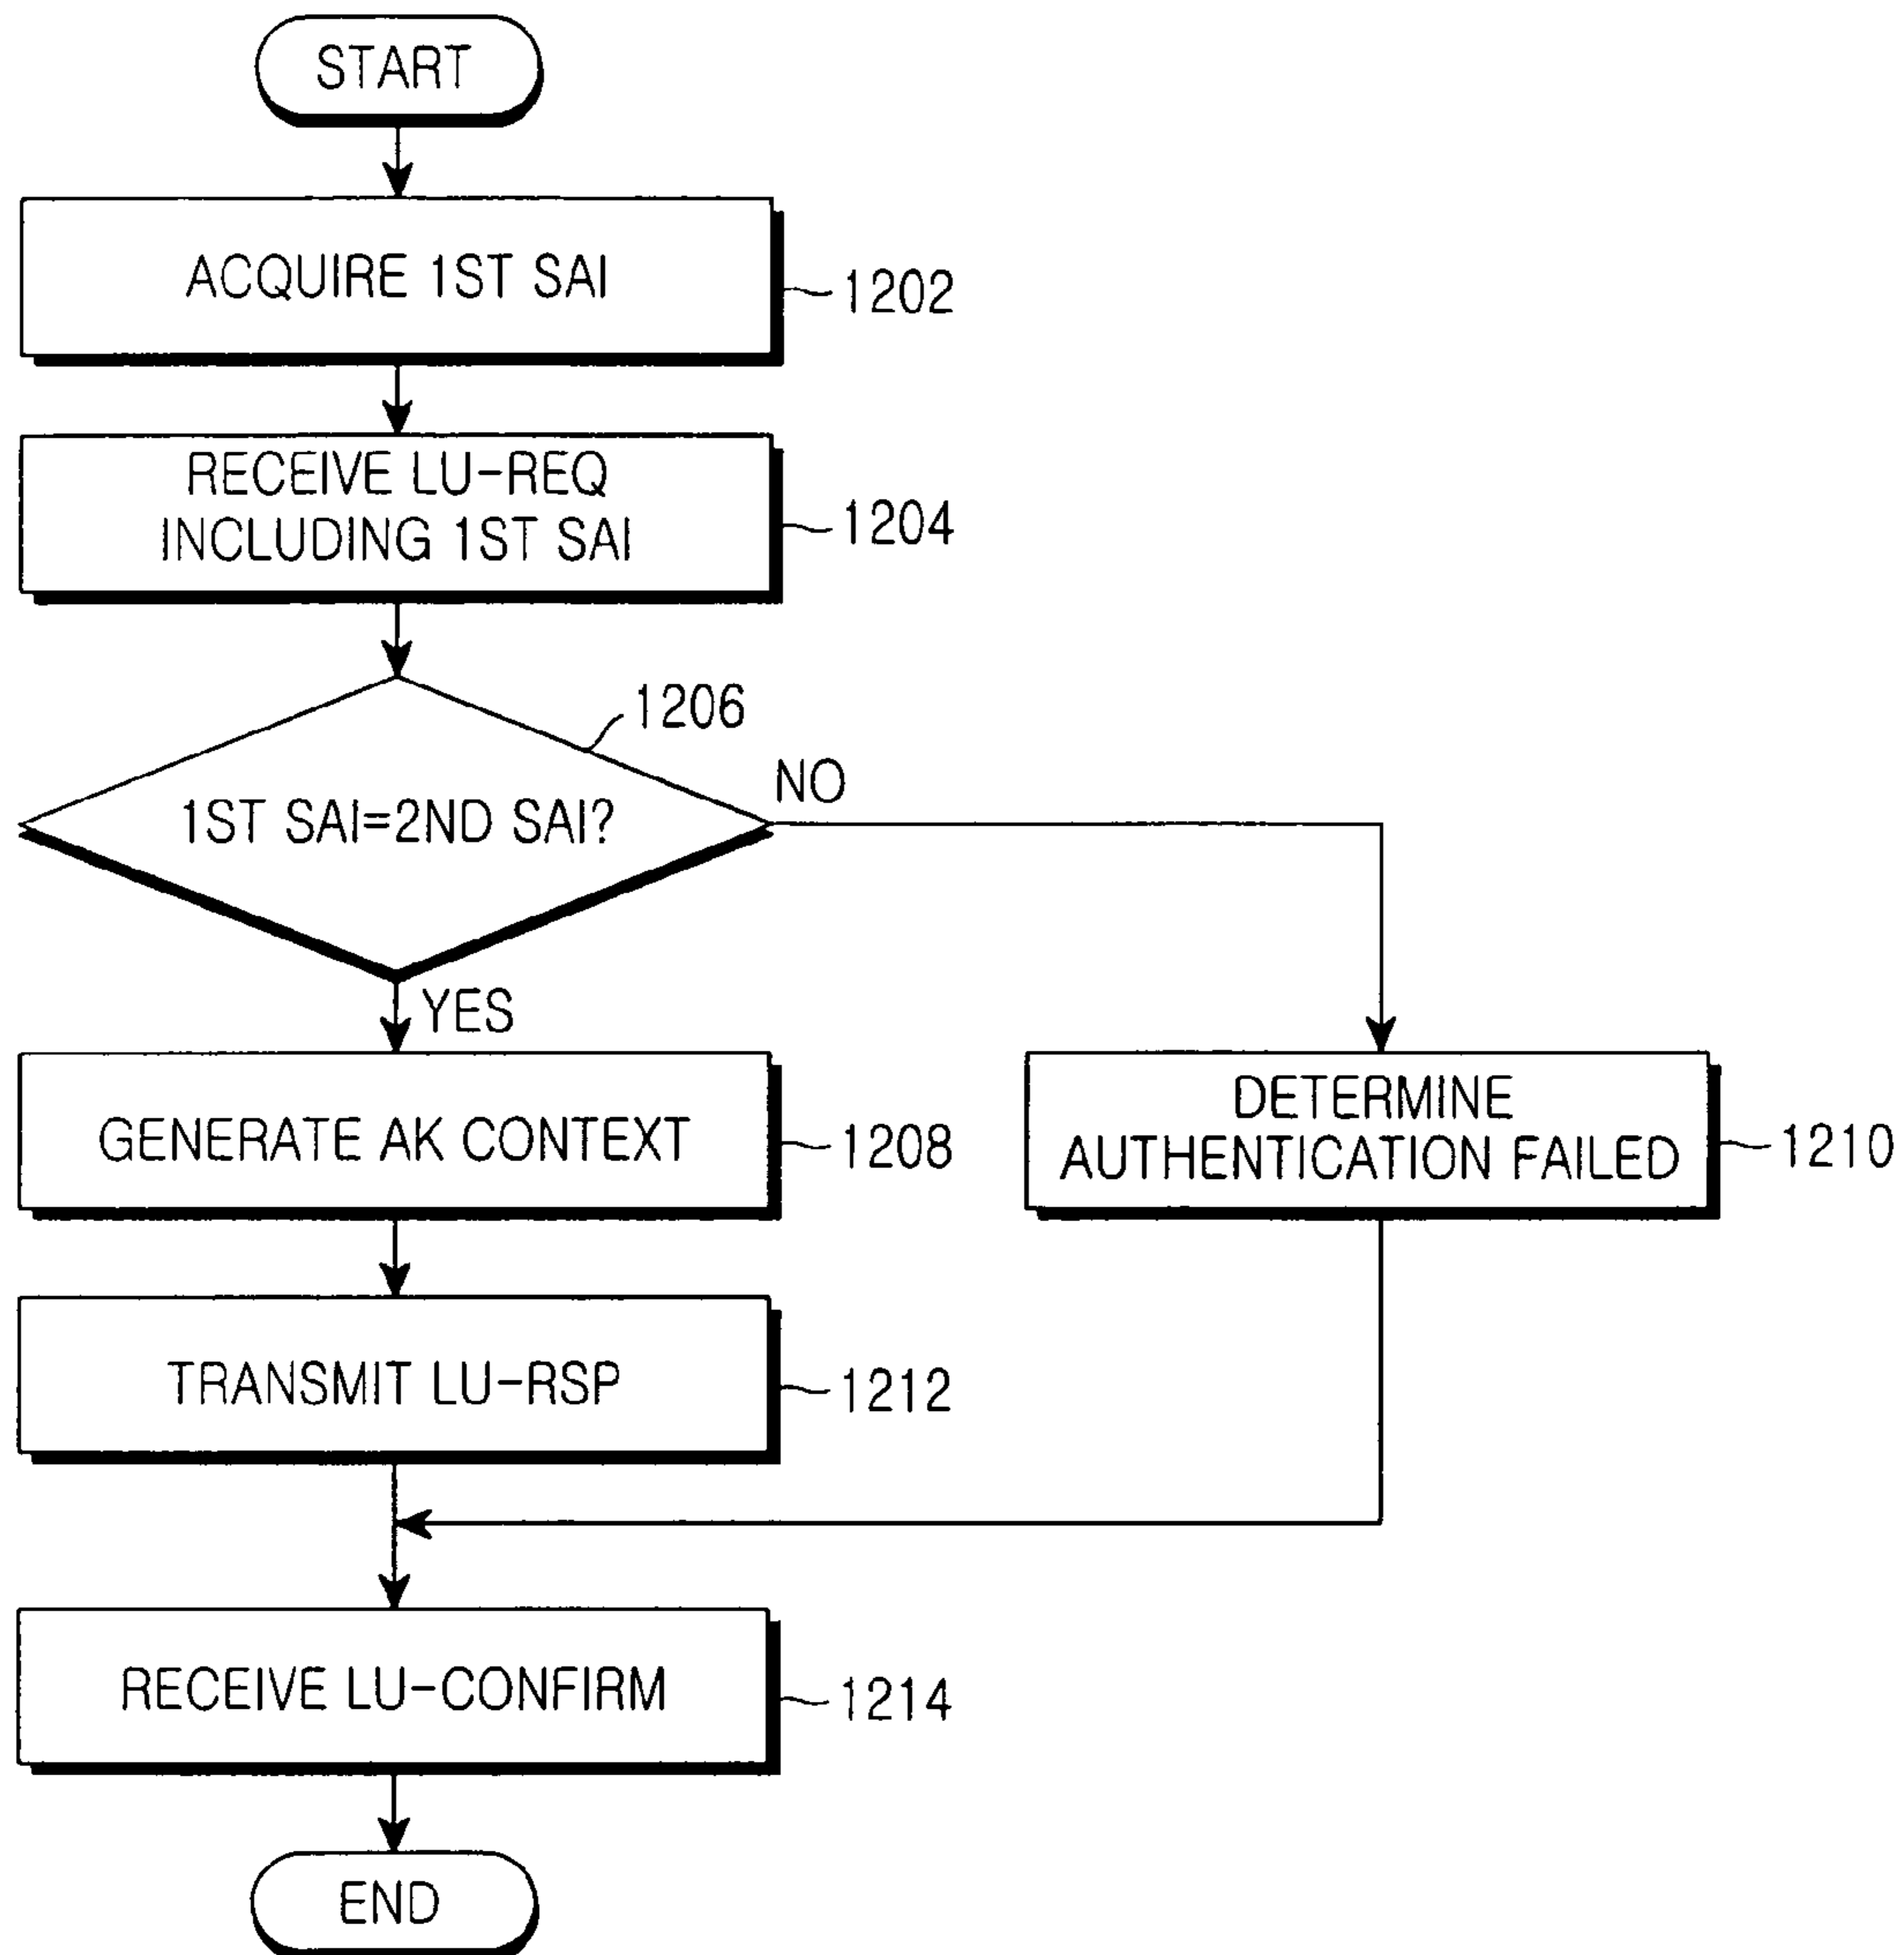 START
ACQUIRE 1ST SAI
1202
RECEIVE LU-REQ
INCLUDING 1ST SAI
1204
1206
1ST SAI=2ND SAI?
NO
YES
GENERATE AK CONTEXT
1208
DETERMINE
AUTHENTICATION FAILED
1210
TRANSMIT LU-RSP
1212
RECEIVE LU-CONFIRM
1214
END